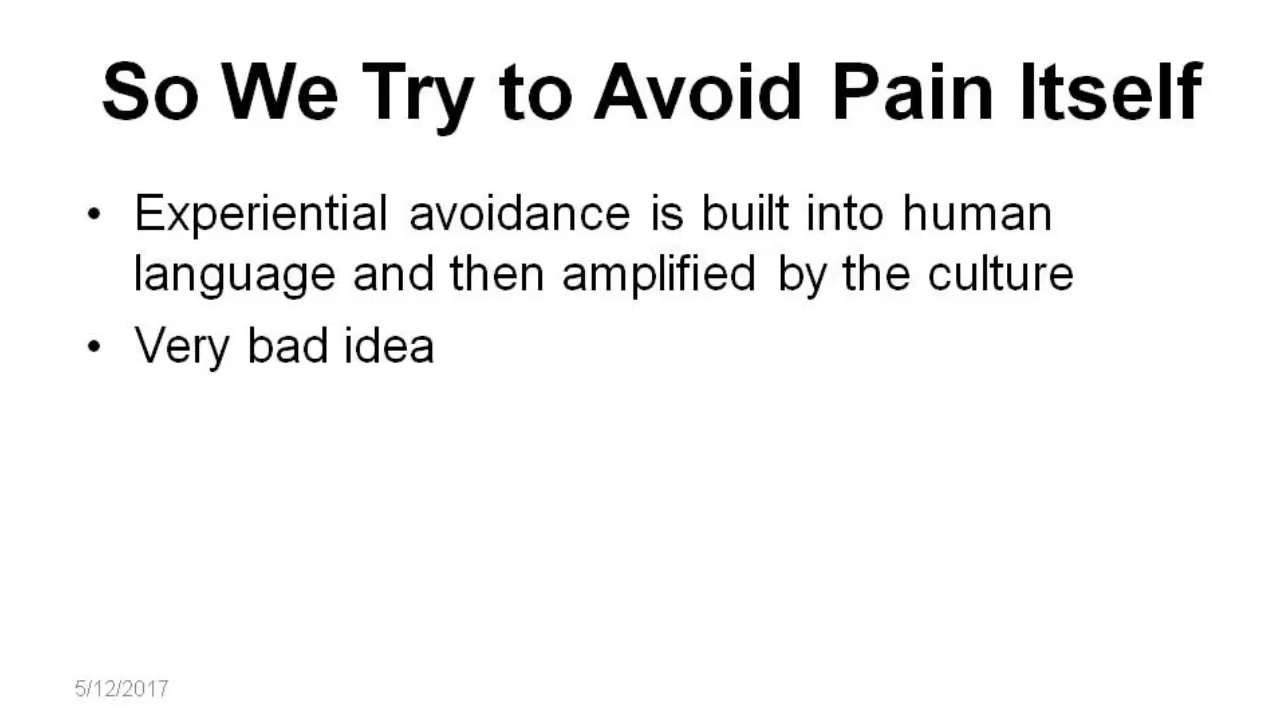 So We Try to Avoid Pain Itself
• Experiential avoidance is built into human
language and then amplified by the culture
• Very bad idea
5/12/2017